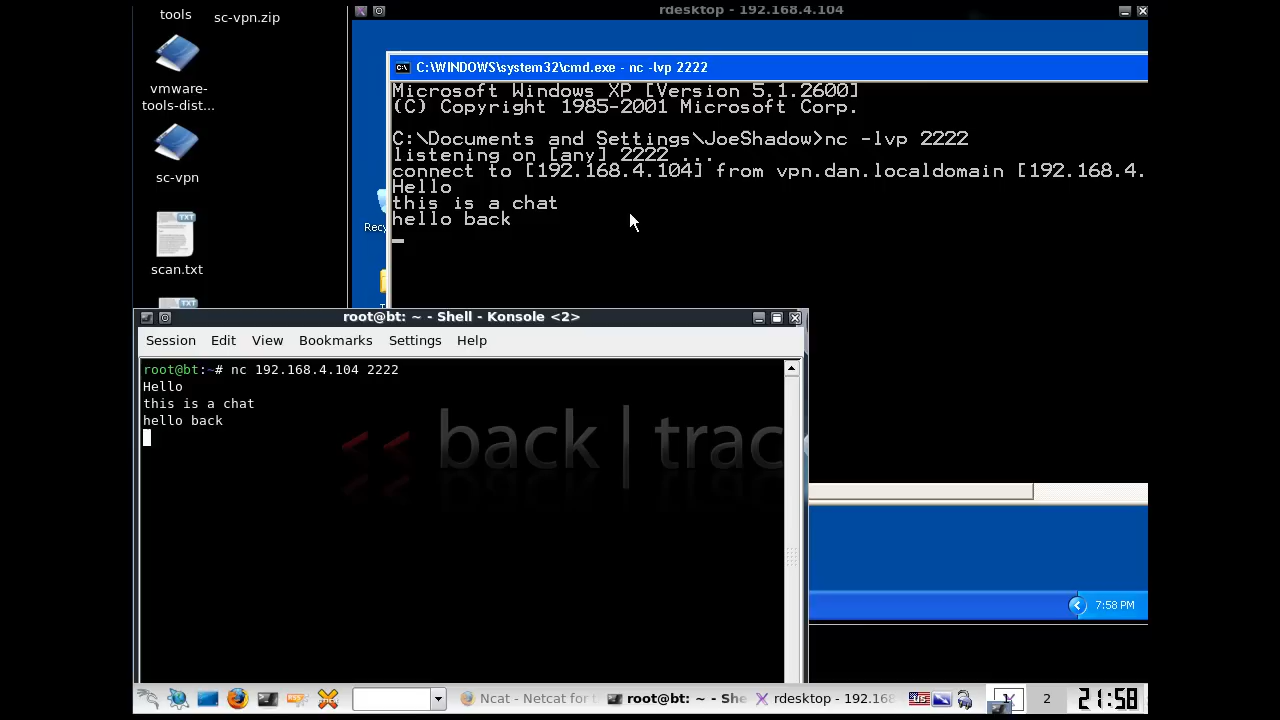 tools
sc-vpn.zip
vmware-
tools-dist...
sc-vpn
scan.txt
rdesktop - 192.168.4.104
C:\WINDOWS\system32\cmd.exe - nc -lvp 2222
Microsoft Windows XP [Version 5.1.2600]
(C) Copyright 1985-2001 Microsoft Corp.
C:\Documents and Settings\JoeShadow>nc -lvp 2222
listening on [any] 2222 ...
connect to [192.168.4.104] from vpn.dan.localdomain [192.168.4.
Hello
this is a chat
hello back
Recy
root@bt: ~ - Shell - Konsole <2>
Session Edit View Bookmarks Settings Help
root@bt:~# nc 192.168.4.104 2222
Hello
this is a chat
hello back
<< back | trac
7:58 PM
Ncat - Netcat for t
root@bt: ~ - She
rdesktop - 192.168
2
21:58